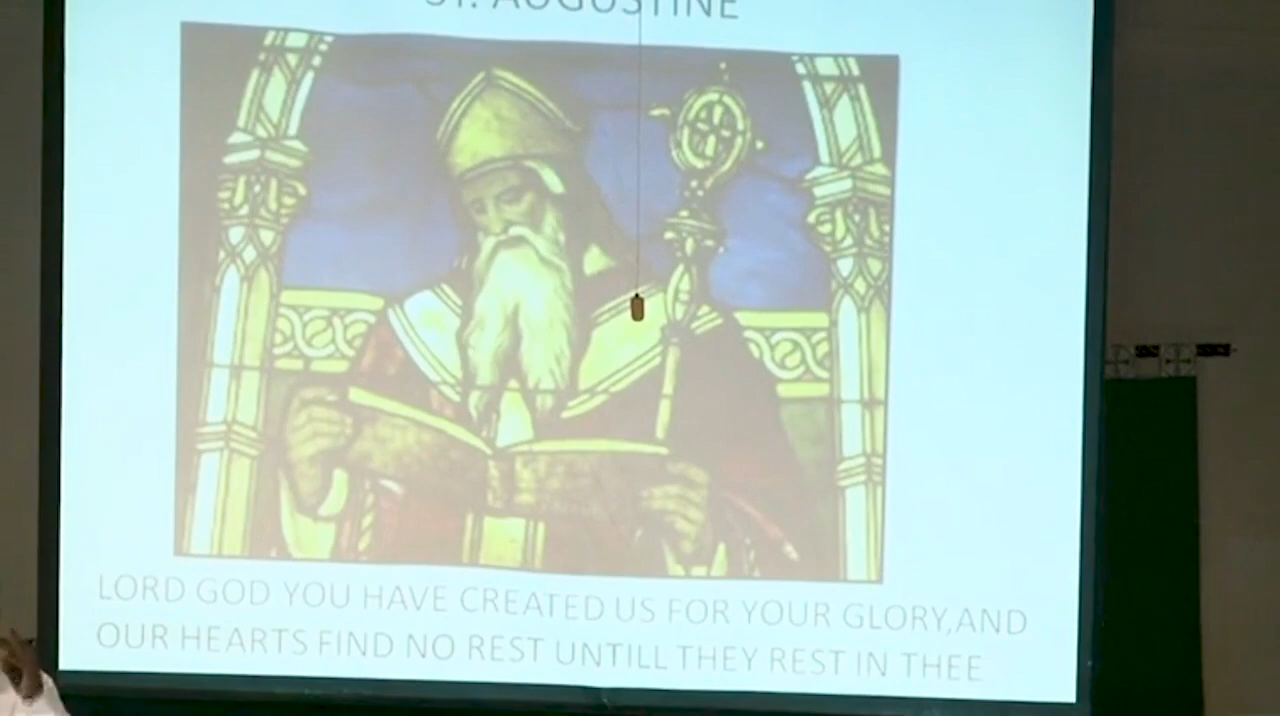 ST. AUGUSTINE
LORD GOD YOU HAVE CREATED US FOR YOUR GLORY,AND
OUR HEARTS FIND NO REST UNTILL THEY REST IN THEE